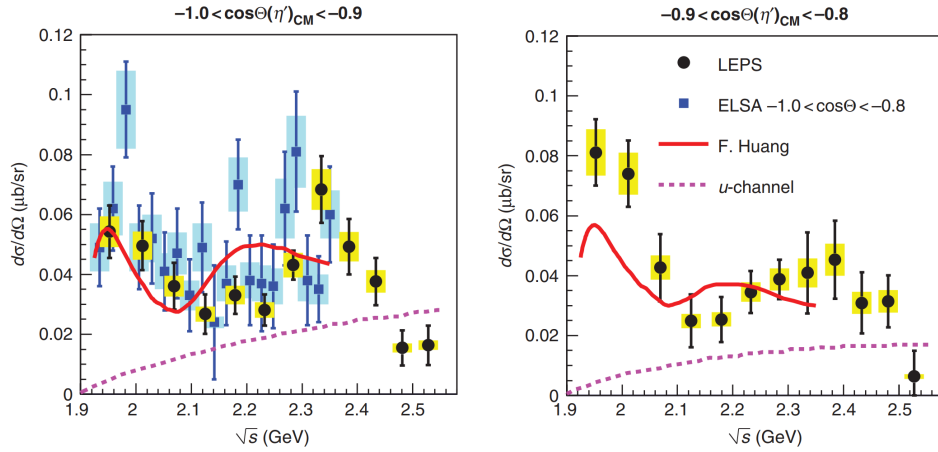 −1.0 < cosΘ(η′)CM < −0.9
0.12
0.1
0.08
0.06
0.04
0.02
0
1.9
2
2.1
2.2
2.3
2.4
2.5
√s (GeV)
dσ/dΩ (μb/sr)
−0.9 < cosΘ(η′)CM < −0.8
LEPS
ELSA −1.0 < cosΘ < −0.8
F. Huang
u-channel
0.12
0.1
0.08
0.06
0.04
0.02
0
1.9
2
2.1
2.2
2.3
2.4
2.5
√s (GeV)
dσ/dΩ (μb/sr)